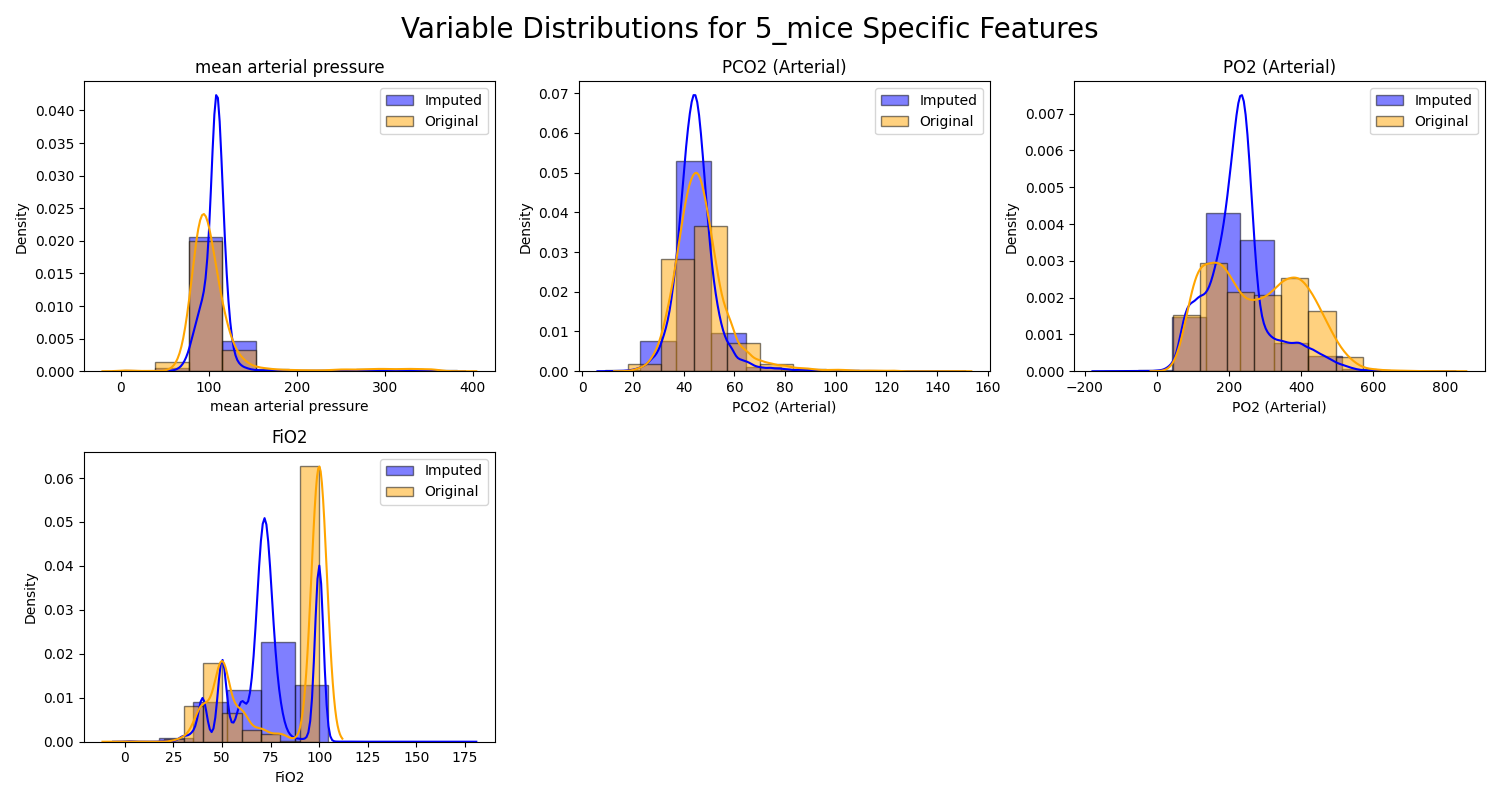 Variable Distributions for 5_mice Specific Features
mean arterial pressure
Density
0.040
0.035
0.030
0.025
0.020
0.015
0.010
0.005
0.000
0
100
200
300
400
mean arterial pressure
Imputed
Original
PCO2 (Arterial)
Density
0.07
0.06
0.05
0.04
0.03
0.02
0.01
0.00
0
20
40
60
80
100
120
140
160
PCO2 (Arterial)
Imputed
Original
PO2 (Arterial)
Density
0.007
0.006
0.005
0.004
0.003
0.002
0.001
0.000
−200
0
200
400
600
800
PO2 (Arterial)
Imputed
Original
FiO2
Density
0.06
0.05
0.04
0.03
0.02
0.01
0.00
0
25
50
75
100
125
150
175
FiO2
Imputed
Original